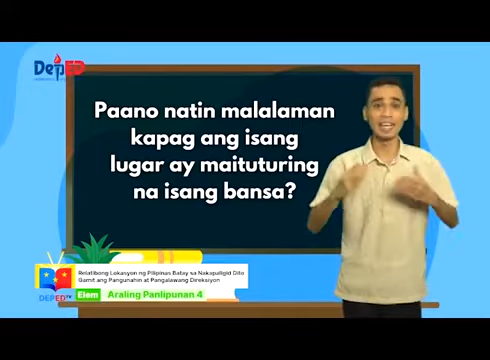 DepED
Paano natin malalaman
kapag ang isang
lugar ay maituturing
na isang bansa?
Relatibong Lokasyon ng Pilipinas Batay sa Nakapaligid Dito
Gamit ang Pangunahin at Pangalawang Direksiyon
DEPED TV
Elem Araling Panlipunan 4